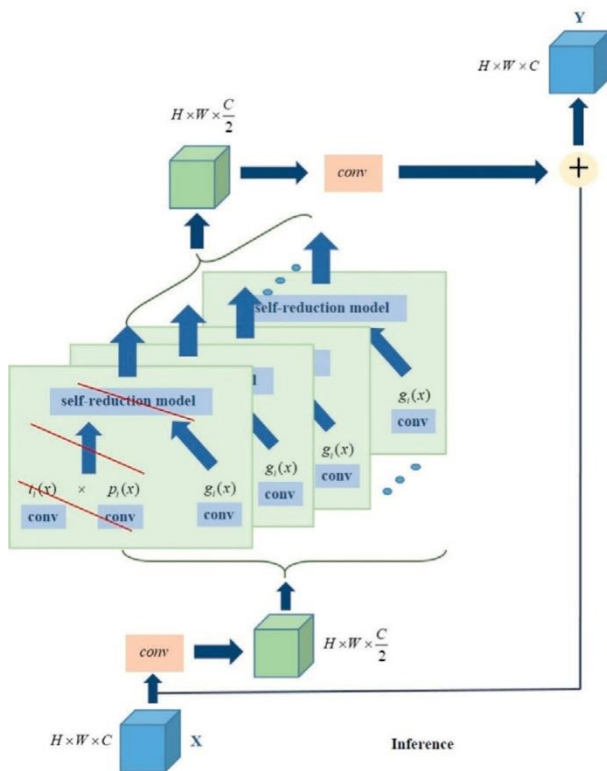 Y
H×W×C
H×W×C/2
conv
+
self-reduction model
g_i(x)
conv
self-reduction model
t_i(x) × p_i(x) g_i(x) g_i(x) g_i(x)
conv conv conv conv conv
conv
H×W×C/2
H×W×C X
Inference